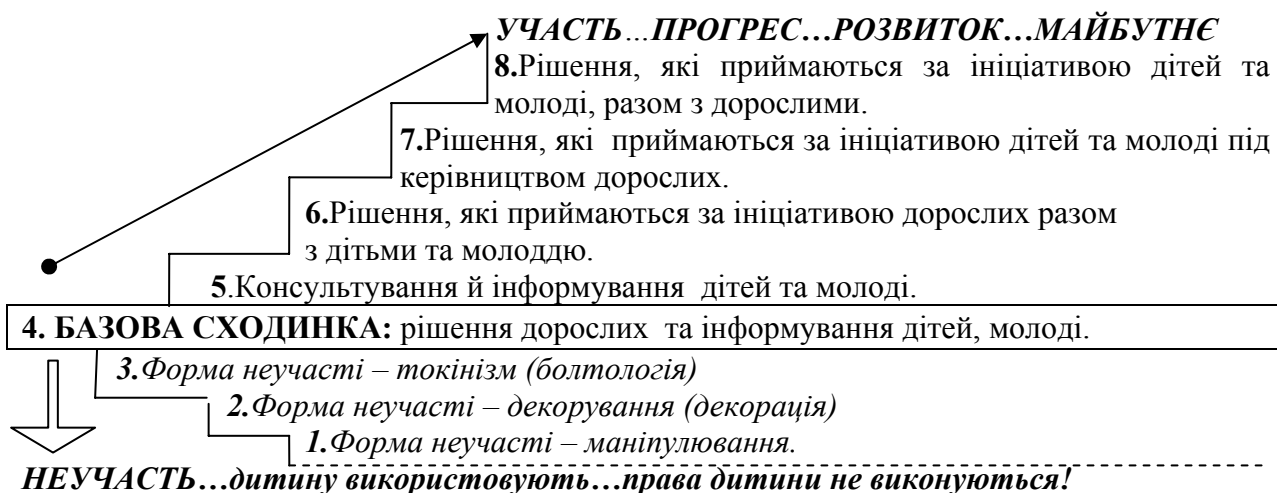 УЧАСТЬ…ПРОГРЕС…РОЗВИТОК…МАЙБУТНЄ
8.Рішення, які приймаються за ініціативою дітей та
молоді, разом з дорослими.
7.Рішення, які приймаються за ініціативою дітей та молоді під
керівництвом дорослих.
6.Рішення, які приймаються за ініціативою дорослих разом
з дітьми та молоддю.
5.Консультування й інформування дітей та молоді.
4. БАЗОВА СХОДИНКА: рішення дорослих та інформування дітей, молоді.
3.Форма неучасті – токінізм (болтологія)
2.Форма неучасті – декорування (декорація)
1.Форма неучасті – маніпулювання.
НЕУЧАСТЬ…дитину використовують…права дитини не виконуються!